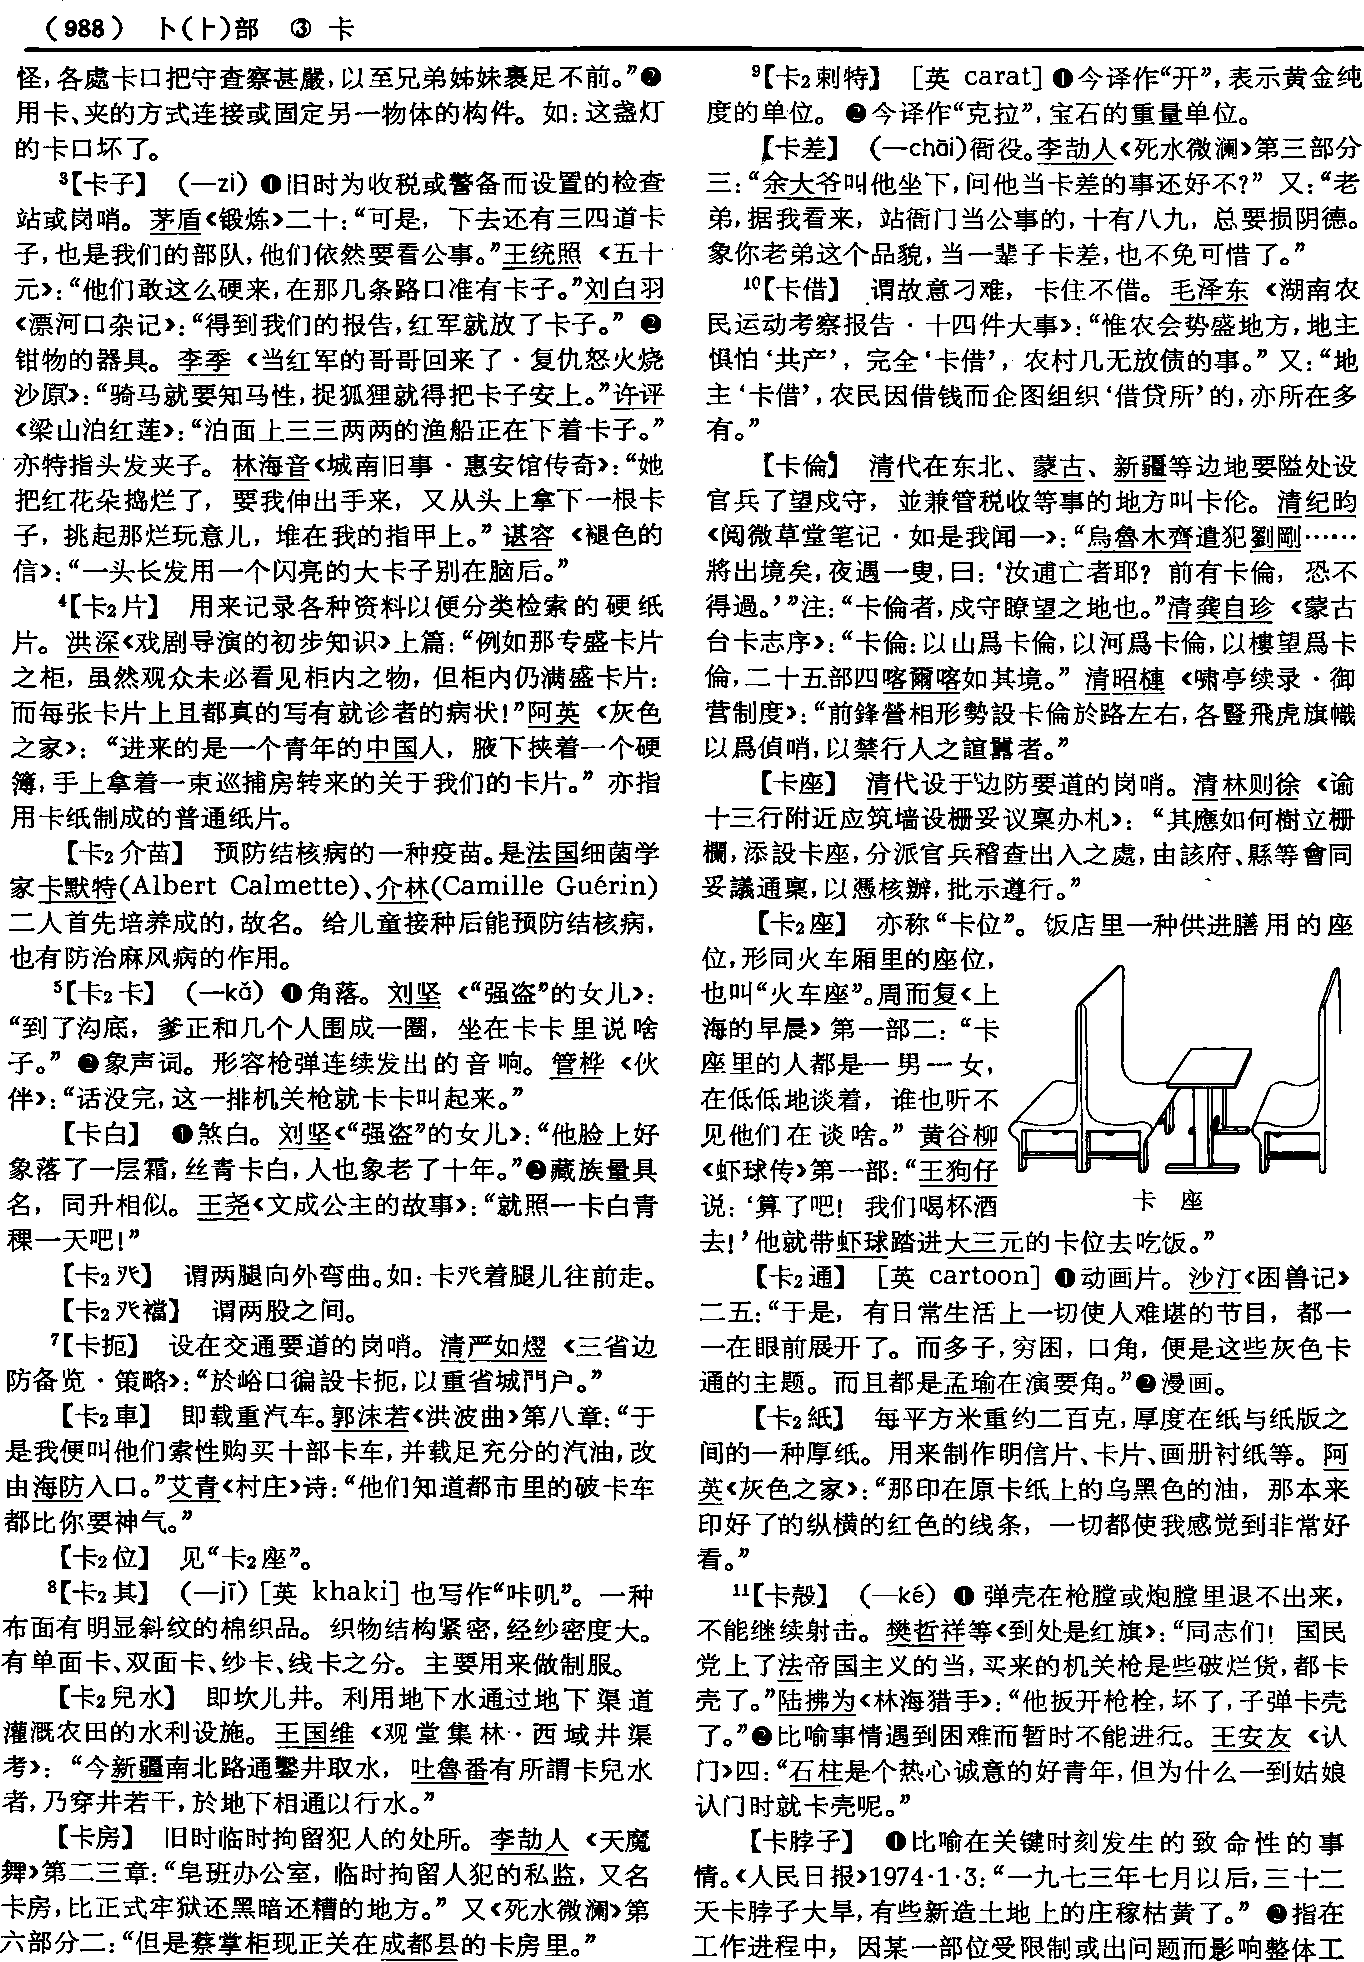 （988） 卜(⺊)部 ③ 卡
怪，各處卡口把守查察甚嚴，以至兄弟姊妹裹足不前。”❷
用卡、夹的方式连接或固定另一物体的构件。如：这盏灯
的卡口坏了。
³【卡子】 （—zi）❶旧时为收税或警备而设置的检查
站或岗哨。茅盾《锻炼》二十：“可是，下去还有三四道卡
子，也是我们的部队，他们依然要看公事。”王统照《五十
元》：“他们敢这么硬来，在那几条路口准有卡子。”刘白羽
《漂河口杂记》：“得到我们的报告，红军就放了卡子。” ❷
钳物的器具。李季《当红军的哥哥回来了·复仇怒火烧
沙原》：“骑马就要知马性，捉狐狸就得把卡子安上。”许评
《梁山泊红莲》：“泊面上三三两两的渔船正在下着卡子。”
亦特指头发夹子。林海音《城南旧事·惠安馆传奇》：“她
把红花朵捣烂了，要我伸出手来，又从头上拿下一根卡
子，挑起那烂玩意儿，堆在我的指甲上。”谌容《褪色的
信》：“一头长发用一个闪亮的大卡子别在脑后。”
⁴【卡₂片】 用来记录各种资料以便分类检索的硬纸
片。洪深《戏剧导演的初步知识》上篇：“例如那专盛卡片
之柜，虽然观众未必看见柜内之物，但柜内仍满盛卡片；
而每张卡片上且都真的写有就诊者的病状！”阿英《灰色
之家》：“进来的是一个青年的中国人，腋下挟着一个硬
簿，手上拿着一束巡捕房转来的关于我们的卡片。”亦指
用卡纸制成的普通纸片。
【卡₂介苗】 预防结核病的一种疫苗。是法国细菌学
家卡默特(Albert Calmette)、介林(Camille Guérin)
二人首先培养成的，故名。给儿童接种后能预防结核病，
也有防治麻风病的作用。
⁵【卡₂卡】 （—kǎ）❶角落。刘坚《“强盗”的女儿》：
“到了沟底，爹正和几个人围成一圈，坐在卡卡里说啥
子。”❷象声词。形容枪弹连续发出的音响。管桦《伙
伴》：“话没完，这一排机关枪就卡卡叫起来。”
【卡白】 ❶煞白。刘坚《“强盗”的女儿》：“他脸上好
象落了一层霜，丝青卡白，人也象老了十年。”❷藏族量具
名，同升相似。王尧《文成公主的故事》：“就照一卡白青
稞一天吧！”
【卡₂㞎】 谓两腿向外弯曲。如：卡㞎着腿儿往前走。
【卡₂㞎襠】 谓两股之间。
⁷【卡扼】 设在交通要道的岗哨。清严如熤《三省边
防备览·策略》：“於峪口徧設卡扼，以重省城門户。”
【卡₂車】 即载重汽车。郭沫若《洪波曲》第八章：“于
是我便叫他们索性购买十部卡车，并载足充分的汽油，改
由海防入口。”艾青《村庄》诗：“他们知道都市里的破卡车
都比你要神气。”
【卡₂位】 见“卡₂座”。
⁸【卡₂其】 （—jī）［英 khaki］也写作“咔叽”。一种
布面有明显斜纹的棉织品。织物结构紧密，经纱密度大。
有单面卡、双面卡、纱卡、线卡之分。主要用来做制服。
【卡₂兒水】 即坎儿井。利用地下水通过地下渠道
灌溉农田的水利设施。王国维《观堂集林·西域井渠
考》：“今新疆南北路通鑿井取水，吐魯番有所謂卡兒水
者，乃穿井若干，於地下相通以行水。”
【卡房】 旧时临时拘留犯人的处所。李劼人《天魔
舞》第二三章：“皂班办公室，临时拘留人犯的私监，又名
卡房，比正式牢狱还黑暗还糟的地方。”又《死水微澜》第
六部分二：“但是蔡掌柜现正关在成都县的卡房里。”
⁹【卡₂剌特】 ［英 carat］❶今译作“开”，表示黄金纯
度的单位。❷今译作“克拉”，宝石的重量单位。
【卡差】 （—chāi）衙役。李劼人《死水微澜》第三部分
三：“余大爷叫他坐下，问他当卡差的事还好不？”又：“老
弟，据我看来，站衙门当公事的，十有八九，总要损阴德。
象你老弟这个品貌，当一辈子卡差，也不免可惜了。”
¹⁰【卡借】 谓故意刁难，卡住不借。毛泽东《湖南农
民运动考察报告·十四件大事》：“惟农会势盛地方，地主
惧怕‘共产’，完全‘卡借’，农村几无放债的事。”又：“地
主‘卡借’，农民因借钱而企图组织‘借贷所’的，亦所在多
有。”
【卡倫】 清代在东北、蒙古、新疆等边地要隘处设
官兵了望戍守，並兼管税收等事的地方叫卡伦。清纪昀
《阅微草堂笔记·如是我闻一》：“烏魯木齊遣犯劉剛……
將出境矣，夜遇一叟，曰：‘汝逋亡者耶？前有卡倫，恐不
得過。’”注：“卡倫者，戍守瞭望之地也。”清龚自珍《蒙古
台卡志序》：“卡倫：以山爲卡倫，以河爲卡倫，以樓望爲卡
倫，二十五部四喀爾喀如其境。”清昭槤《啸亭续录·御
营制度》：“前鋒營相形勢設卡倫於路左右，各豎飛虎旗幟
以爲偵哨，以禁行人之諠囂者。”
【卡座】 清代设于边防要道的岗哨。清林则徐《谕
十三行附近应筑墙设栅妥议禀办札》：“其應如何樹立栅
欄，添設卡座，分派官兵稽查出入之處，由該府、縣等會同
妥議通稟，以憑核辦，批示遵行。”
【卡₂座】 亦称“卡位”。饭店里一种供进膳用的座
位，形同火车厢里的座位，
也叫“火车座”。周而复《上
海的早晨》第一部二：“卡
座里的人都是一男一女，
在低低地谈着，谁也听不
见他们在谈啥。”黄谷柳
《虾球传》第一部：“王狗仔
说：‘算了吧！我们喝杯酒
卡 座
去！’他就带虾球踏进大三元的卡位去吃饭。”
【卡₂通】 ［英 cartoon］❶动画片。沙汀《困兽记》
二五：“于是，有日常生活上一切使人难堪的节目，都一
一在眼前展开了。而多子，穷困，口角，便是这些灰色卡
通的主题。而且都是孟瑜在演要角。”❷漫画。
【卡₂紙】 每平方米重约二百克，厚度在纸与纸版之
间的一种厚纸。用来制作明信片、卡片、画册衬纸等。阿
英《灰色之家》：“那印在原卡纸上的乌黑色的油，那本来
印好了的纵横的红色的线条，一切都使我感觉到非常好
看。”
¹¹【卡殼】 （—ké）❶弹壳在枪膛或炮膛里退不出来，
不能继续射击。樊哲祥等《到处是红旗》：“同志们！国民
党上了法帝国主义的当，买来的机关枪是些破烂货，都卡
壳了。”陆拂为《林海猎手》：“他扳开枪栓，坏了，子弹卡壳
了。”❷比喻事情遇到困难而暂时不能进行。王安友《认
门》四：“石柱是个热心诚意的好青年，但为什么一到姑娘
认门时就卡壳呢。”
【卡脖子】 ❶比喻在关键时刻发生的致命性的事
情。《人民日报》1974·1·3：“一九七三年七月以后，三十二
天卡脖子大旱，有些新造土地上的庄稼枯黄了。”❷指在
工作进程中，因某一部位受限制或出问题而影响整体工